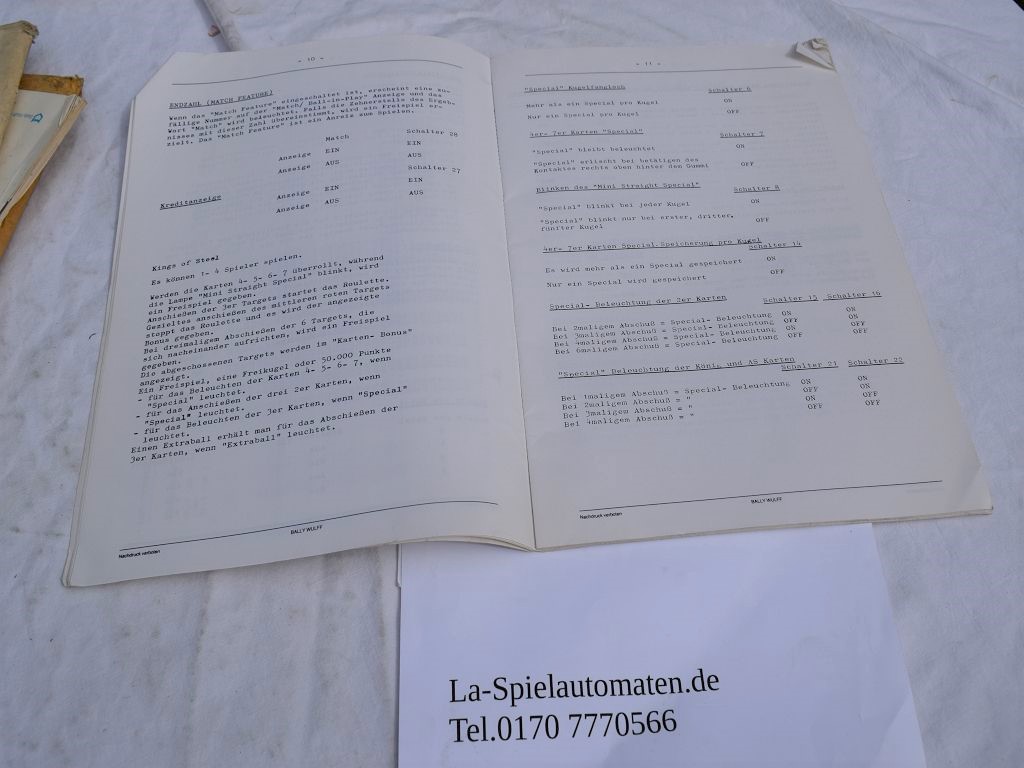 - 10 -
ENDZAHL (MATCH FEATURE)
Wenn das "Match Feature" eingeschaltet ist, erscheint eine zu-
fällige Nummer auf der "Match/Ball-in-Play" Anzeige und das
Wort "Match" wird beleuchtet. Falls die Zehnerstelle des Ergeb-
nisses mit dieser Zahl übereinstimmt, wird ein Freispiel er-
zielt. Das "Match Feature" ist ein Anreiz zum Spielen.
Match Schalter 28
Anzeige EIN EIN
Anzeige AUS AUS
Schalter 27
Kreditanzeige Anzeige EIN EIN
Anzeige AUS AUS
Kings of Steel
Es können 1- 4 Spieler spielen.
Werden die Karten 4- 5- 6- 7 überrollt, während
die Lampe "Mini Straight Special" blinkt, wird
ein Freispiel gegeben.
Anschießen der 3er Targets startet das Roulette.
Gezieltes anschießen des mittleren roten Targets
stoppt das Roulette und es wird der angezeigte
Bonus gegeben.
Bei dreimaligem Abschießen der 6 Targets, die
sich nacheinander aufrichten, wird ein Freispiel
gegeben.
Die abgeschossenen Targets werden im "Karten- Bonus"
angezeigt.
Ein Freispiel, eine Freikugel oder 50.000 Punkte
- für das Beleuchten der Karten 4- 5- 6- 7, wenn
"Special" leuchtet.
- für das Anschießen der drei 2er Karten, wenn
"Special" leuchtet.
- für das Beleuchten der 3er Karten, wenn "Special"
leuchtet.
Einen Extraball erhält man für das Abschießen der
3er Karten, wenn "Extraball" leuchtet.
BALLY WULFF
Nachdruck verboten
- 11 -
"Special" Kugelfanglöcn Schalter 6
Mehr als ein Special pro Kugel ON
Nur ein Special pro Kugel OFF
4er- 7er Karten "Special" Schalter 7
"Special" bleibt beleuchtet ON
"Special" erlischt bei betätigen des
Kontaktes rechts oben hinter dem Gummi OFF
Blinken des "Mini Straight Special" Schalter 8
"Special" blinkt bei jeder Kugel ON
"Special" blinkt nur bei erster, dritter,
fünfter Kugel OFF
4er- 7er Karten Special-Speicherung pro Kugel
Schalter 14
Es wird mehr als ein Special gespeichert ON
Nur ein Special wird gespeichert OFF
Special- Beleuchtung der 3er Karten Schalter 15 Schalter 16
Bei 2maligem Abschuß = Special- Beleuchtung ON ON
Bei 3maligem Abschuß = Special- Beleuchtung OFF ON
Bei 4maligem Abschuß = Special- Beleuchtung ON OFF
Bei 6maligem Abschuß = Special- Beleuchtung OFF OFF
"Special" Beleuchtung der König und AS Karten
Schalter 21 Schalter 22
Bei 1maligem Abschuß = Special- Beleuchtung ON ON
Bei 2maligem Abschuß = " OFF ON
Bei 3maligem Abschuß = " ON OFF
Bei 4maligem Abschuß = " OFF OFF
BALLY WULFF
Nachdruck verboten
La-Spielautomaten.de
Tel.0170 7770566